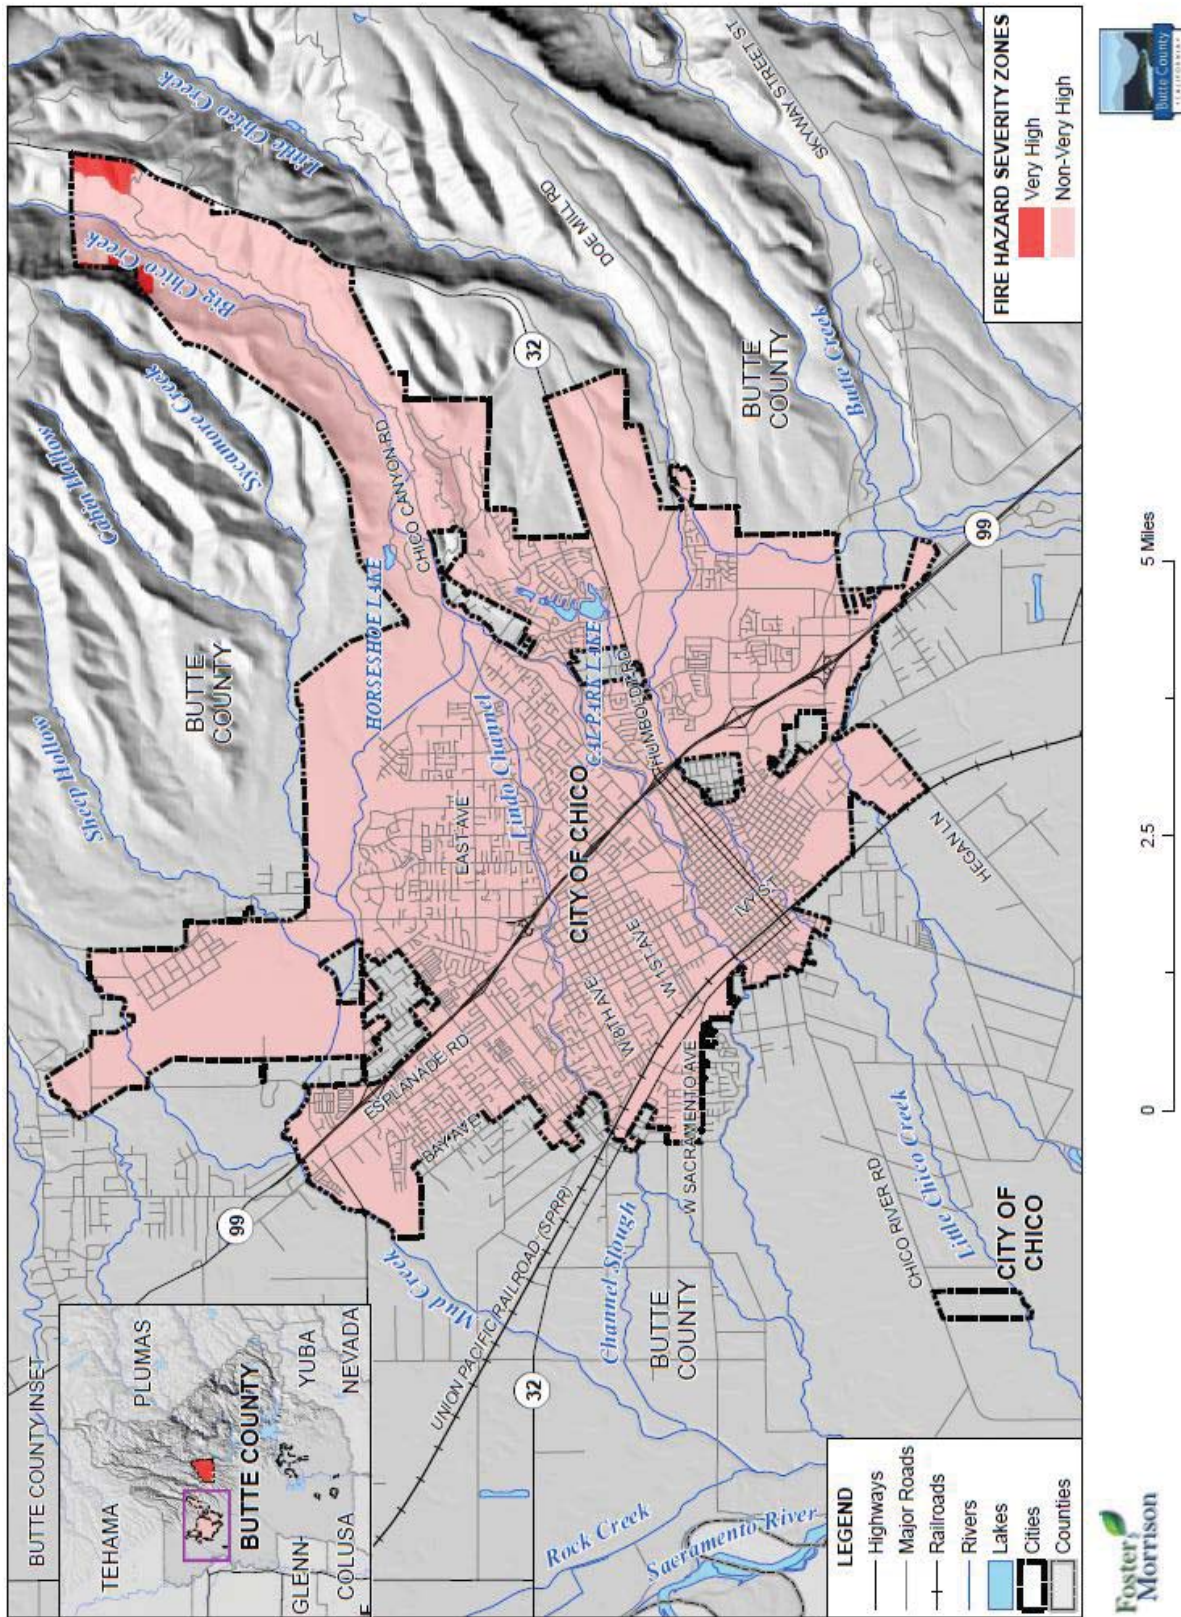 BUTTE COUNTY INSET
TEHAMA
PLUMAS
BUTTE COUNTY
GLENN
COLUSA
YUBA
NEVADA
Sheep Hollow
Cabin Hallow
Sycamore Creek
Big Chico Creek
Little Chico Creek
BUTTE
COUNTY
HORSESHOE LAKE
CHICO CANYON RD
32
DOE MILL RD
SKYWAY STREET ST
99
ESPLANADE RD
EAST AVE
Lindo Channel
CITY OF CHICO
CAL PARK LAKE
HUMBOLDT RD
BUTTE
COUNTY
Butte Creek
Mud Creek
BAY AVE
W 8TH AVE
W 1ST AVE
IVY ST
99
UNION PACIFIC RAILROAD (SPRR)
W SACRAMENTO AVE
32
Channel Slough
BUTTE
COUNTY
HEGAN LN
CHICO RIVER RD
Little Chico Creek
CITY OF
CHICO
Rock Creek
Sacramento River
LEGEND
Highways
Major Roads
Railroads
Rivers
Lakes
Cities
Counties
FIRE HAZARD SEVERITY ZONES
Very High
Non-Very High
Foster
Morrison
0
2.5
5 Miles
Butte County
CALIFORNIA